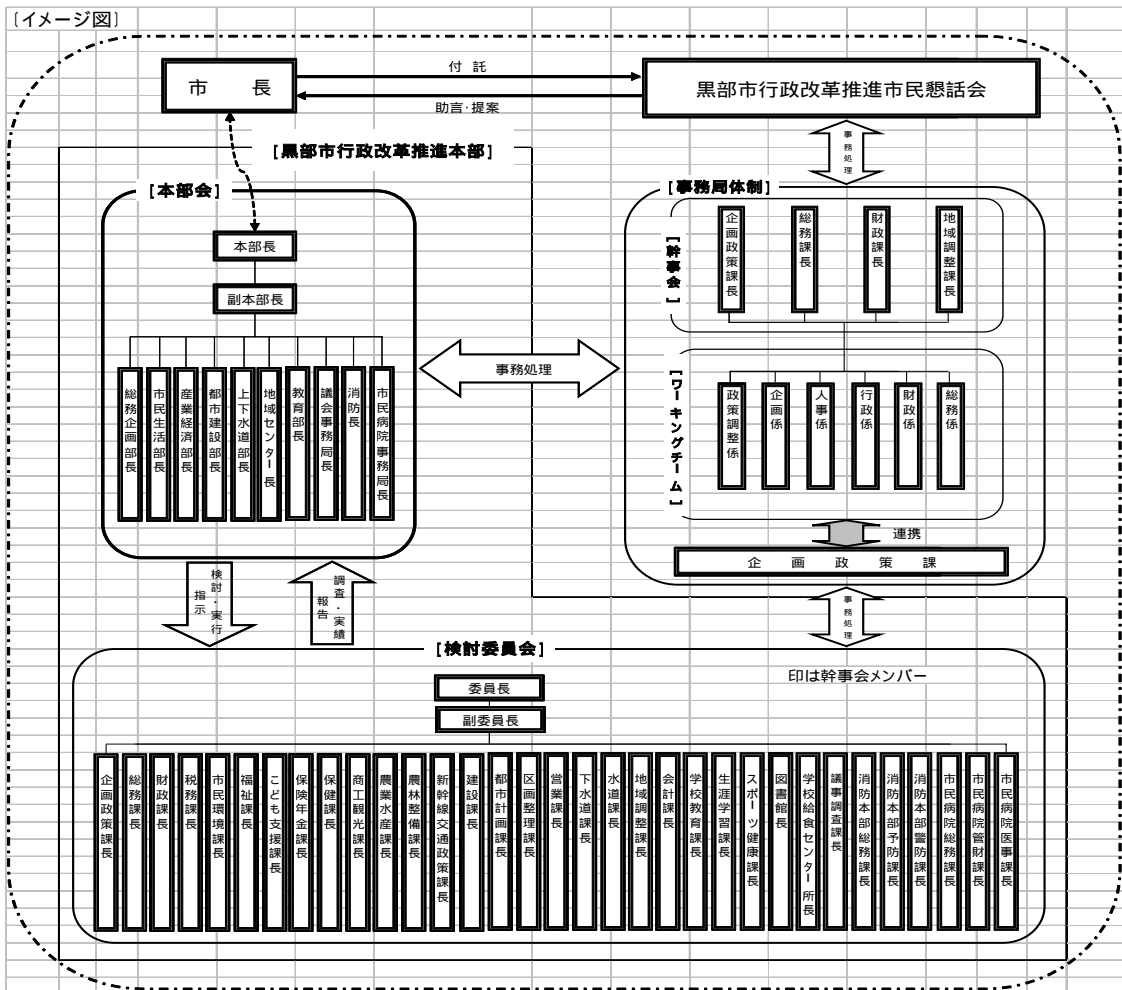 ［イメージ図］
市　長
付 託
助言・提案
黒部市行政改革推進市民懇話会
事務処理
［黒部市行政改革推進本部］
［本部会］
本部長
副本部長
総務企画部長
市民生活部長
産業経済部長
都市建設部長
上下水道部長
地域センター長
教育部長
議会事務局長
消防長
市民病院事務局長
事務処理
［事務局体制］
［幹事会］
企画政策課長
総務課長
財政課長
地域調整課長
［ワーキングチーム］
政策調整係
企画係
人事係
行政係
財政係
総務係
連携
企 画 政 策 課
検討・実行
指示
調査・実績
報告
事務処理
［検討委員会］
印は幹事会メンバー
委員長
副委員長
企画政策課長
総務課長
財政課長
税務課長
市民環境課長
福祉課長
こども支援課長
保険年金課長
保健課長
商工観光課長
農業水産課長
農林整備課長
新幹線交通政策課長
建設課長
都市計画課長
区画整理課長
営業課長
下水道課長
水道課長
地域調整課長
会計課長
学校教育課長
生涯学習課長
スポーツ健康課長
図書館長
学校給食センター所長
議事調査課長
消防本部総務課長
消防本部予防課長
消防本部警防課長
市民病院総務課長
市民病院管財課長
市民病院医事課長